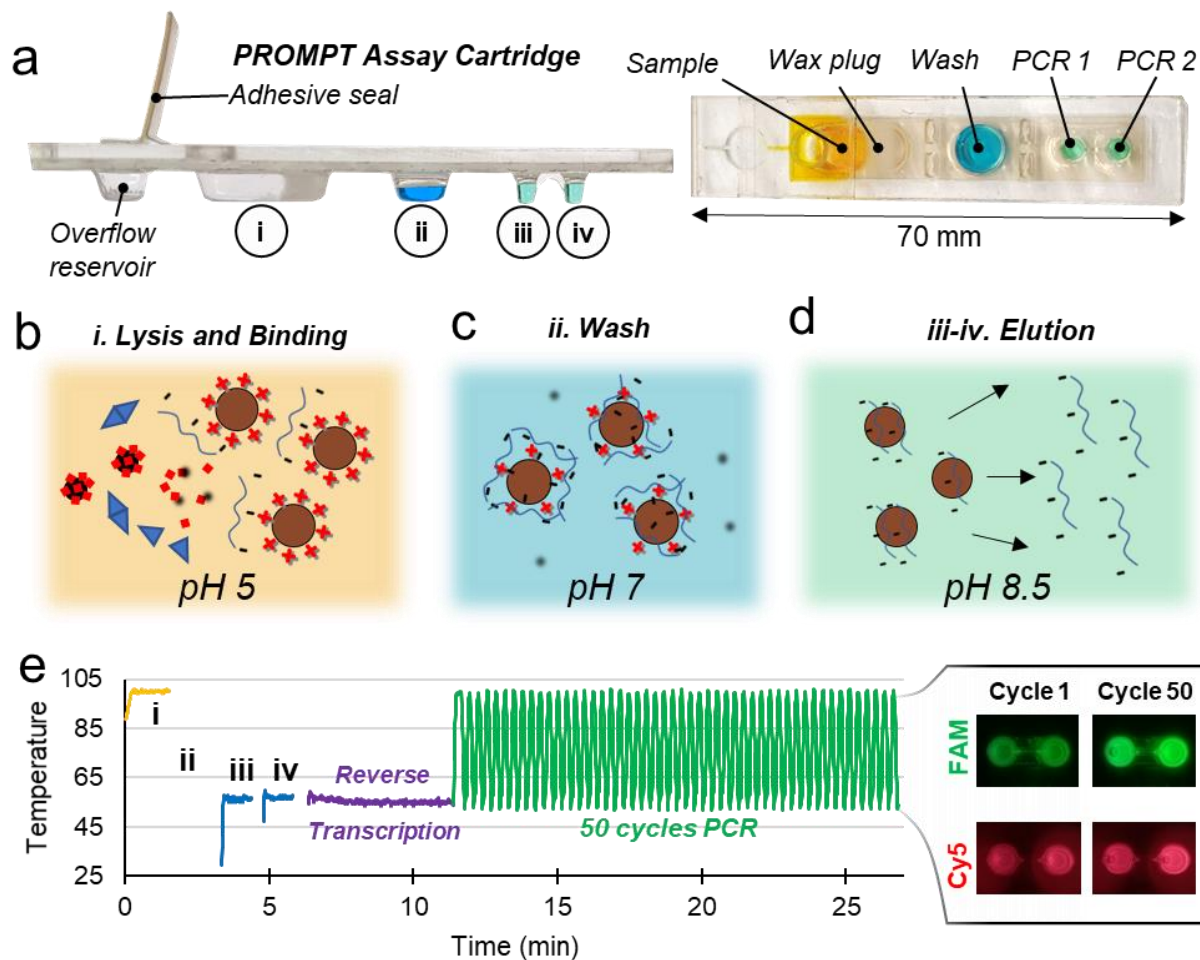 a
PROMPT Assay Cartridge
Adhesive seal
Overflow
reservoir
i
ii
iii
iv
Sample
Wax plug
Wash
PCR 1
PCR 2
70 mm
b
i. Lysis and Binding
pH 5
c
ii. Wash
pH 7
d
iii-iv. Elution
pH 8.5
e
Temperature
105
85
65
45
25
i
ii
iii
iv
Reverse
Transcription
50 cycles PCR
0
5
10
15
20
25
Time (min)
Cycle 1
Cycle 50
FAM
Cy5